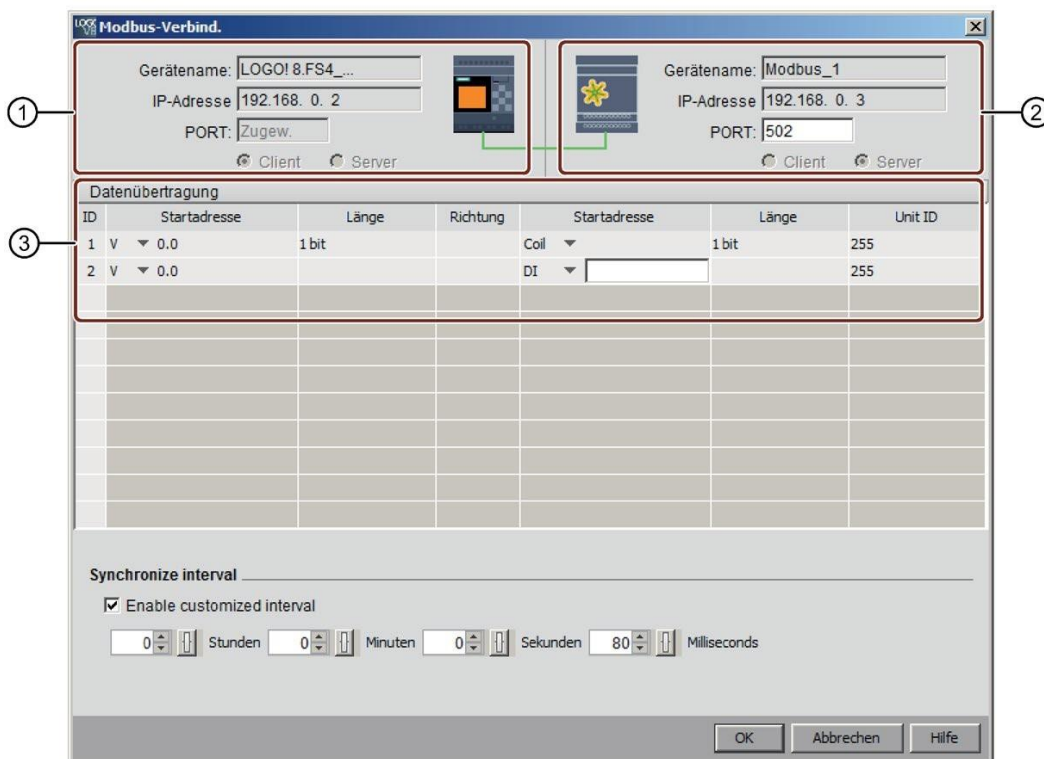 Modbus-Verbind.
Gerätename: LOGO! 8.FS4_... Gerätename: Modbus_1
IP-Adresse 192.168. 0. 2 IP-Adresse 192.168. 0. 3
PORT: Zugew. PORT: 502
Client Server Client Server
1
2
3
Datenübertragung
ID Startadresse Länge Richtung Startadresse Länge Unit ID
1 V 0.0 1 bit Coil 1 bit 255
2 V 0.0 DI 255
Synchronize interval
Enable customized interval
0 Stunden 0 Minuten 0 Sekunden 80 Milliseconds
OK Abbrechen Hilfe